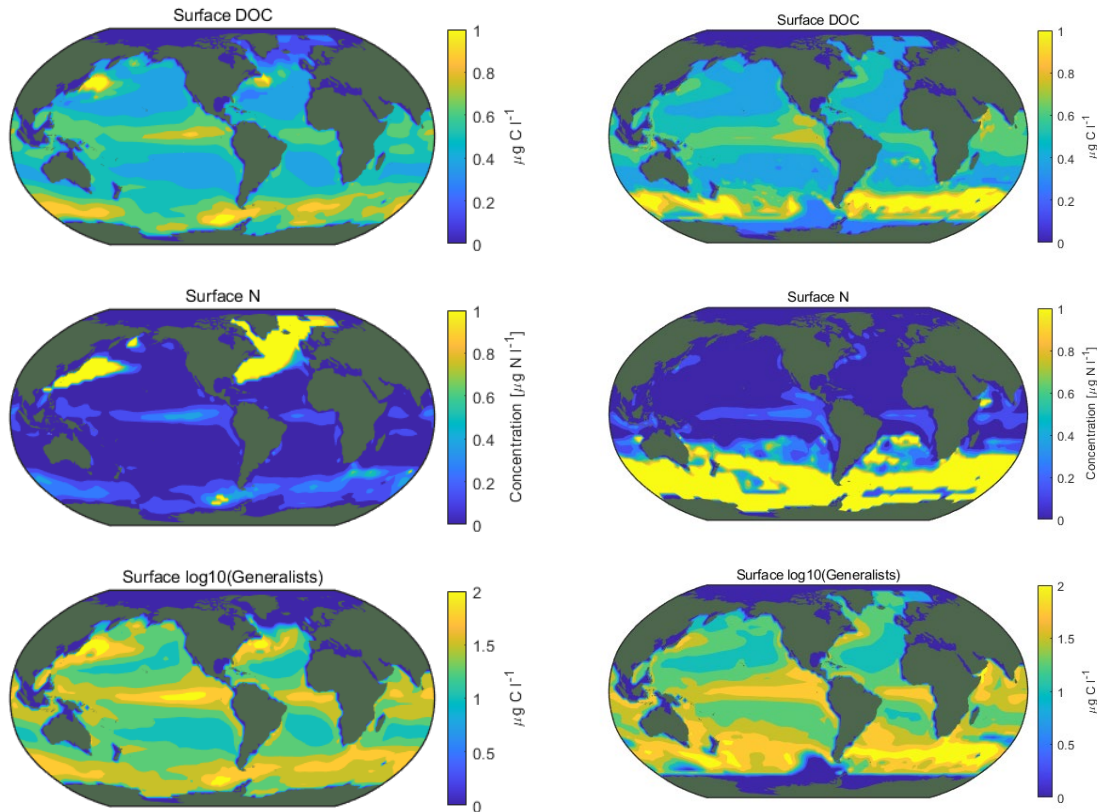 Surface DOC
1
0.8
0.6
0.4
0.2
0
µg C l⁻¹
Surface DOC
1
0.8
0.6
0.4
0.2
0
µg C l⁻¹
Surface N
1
0.8
0.6
0.4
0.2
0
Concentration [µg N l⁻¹]
Surface N
1
0.8
0.6
0.4
0.2
0
Concentration [µg N l⁻¹]
Surface log10(Generalists)
2
1.5
1
0.5
0
µg C l⁻¹
Surface log10(Generalists)
2
1.5
1
0.5
0
µg C l⁻¹